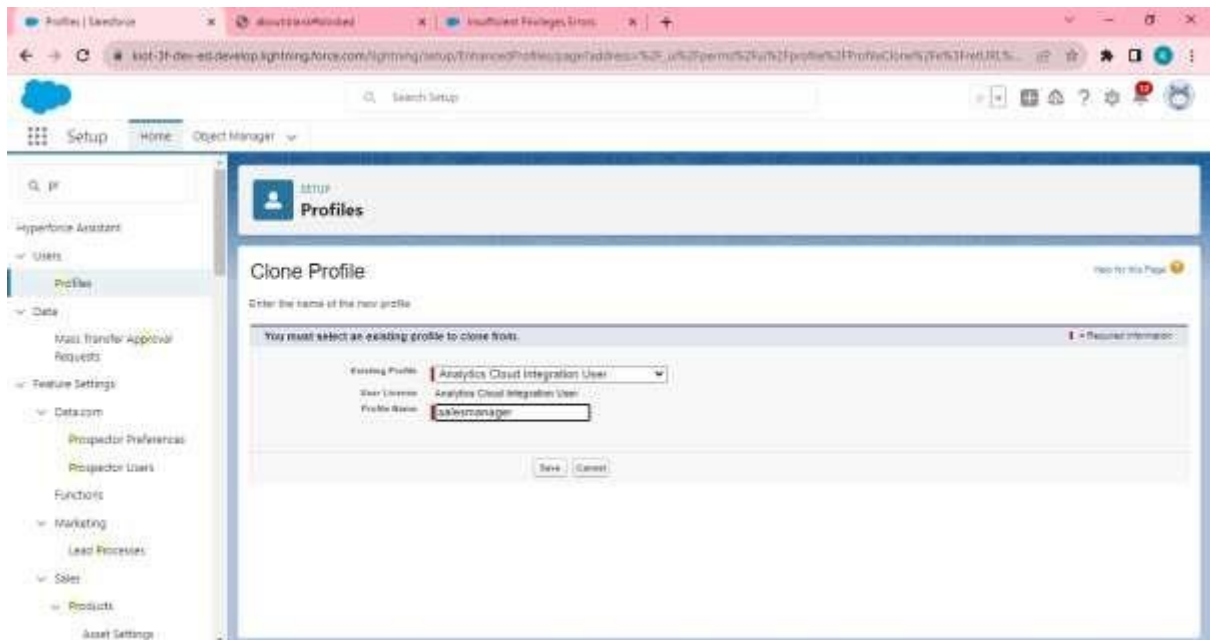 Profiles | Salesforce
Insufficient Privileges Errors
Search Setup
Setup
Home
Object Manager
pr
Hyperforce Assistant
Users
Profiles
Data
Mass Transfer Approval
Requests
Feature Settings
Data.com
Prospector Preferences
Prospector Users
Functions
Marketing
Lead Processes
Sales
Products
Asset Settings
SETUP
Profiles
Clone Profile
Help for this Page
Enter the name of the new profile
You must select an existing profile to clone from.
= Required Information
Existing Profile
Analytics Cloud Integration User
User License
Analytics Cloud Integration User
Profile Name
salesmanager
Save
Cancel